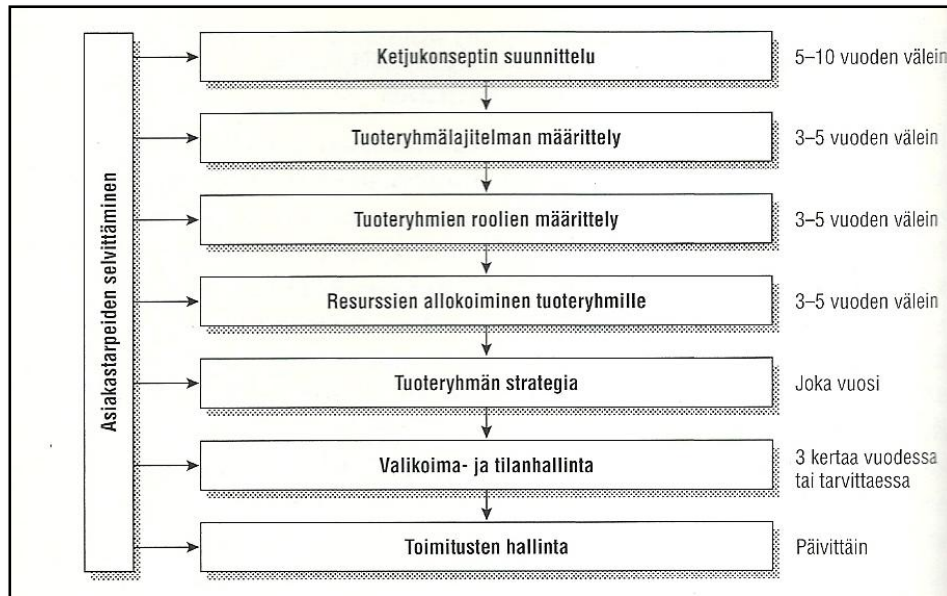 Asiakastarpeiden selvittäminen
Ketjukonseptin suunnittelu
5–10 vuoden välein
Tuoteryhmälajitelman määrittely
3–5 vuoden välein
Tuoteryhmien roolien määrittely
3–5 vuoden välein
Resurssien allokoiminen tuoteryhmille
3–5 vuoden välein
Tuoteryhmän strategia
Joka vuosi
Valikoima- ja tilanhallinta
3 kertaa vuodessa
tai tarvittaessa
Toimitusten hallinta
Päivittäin